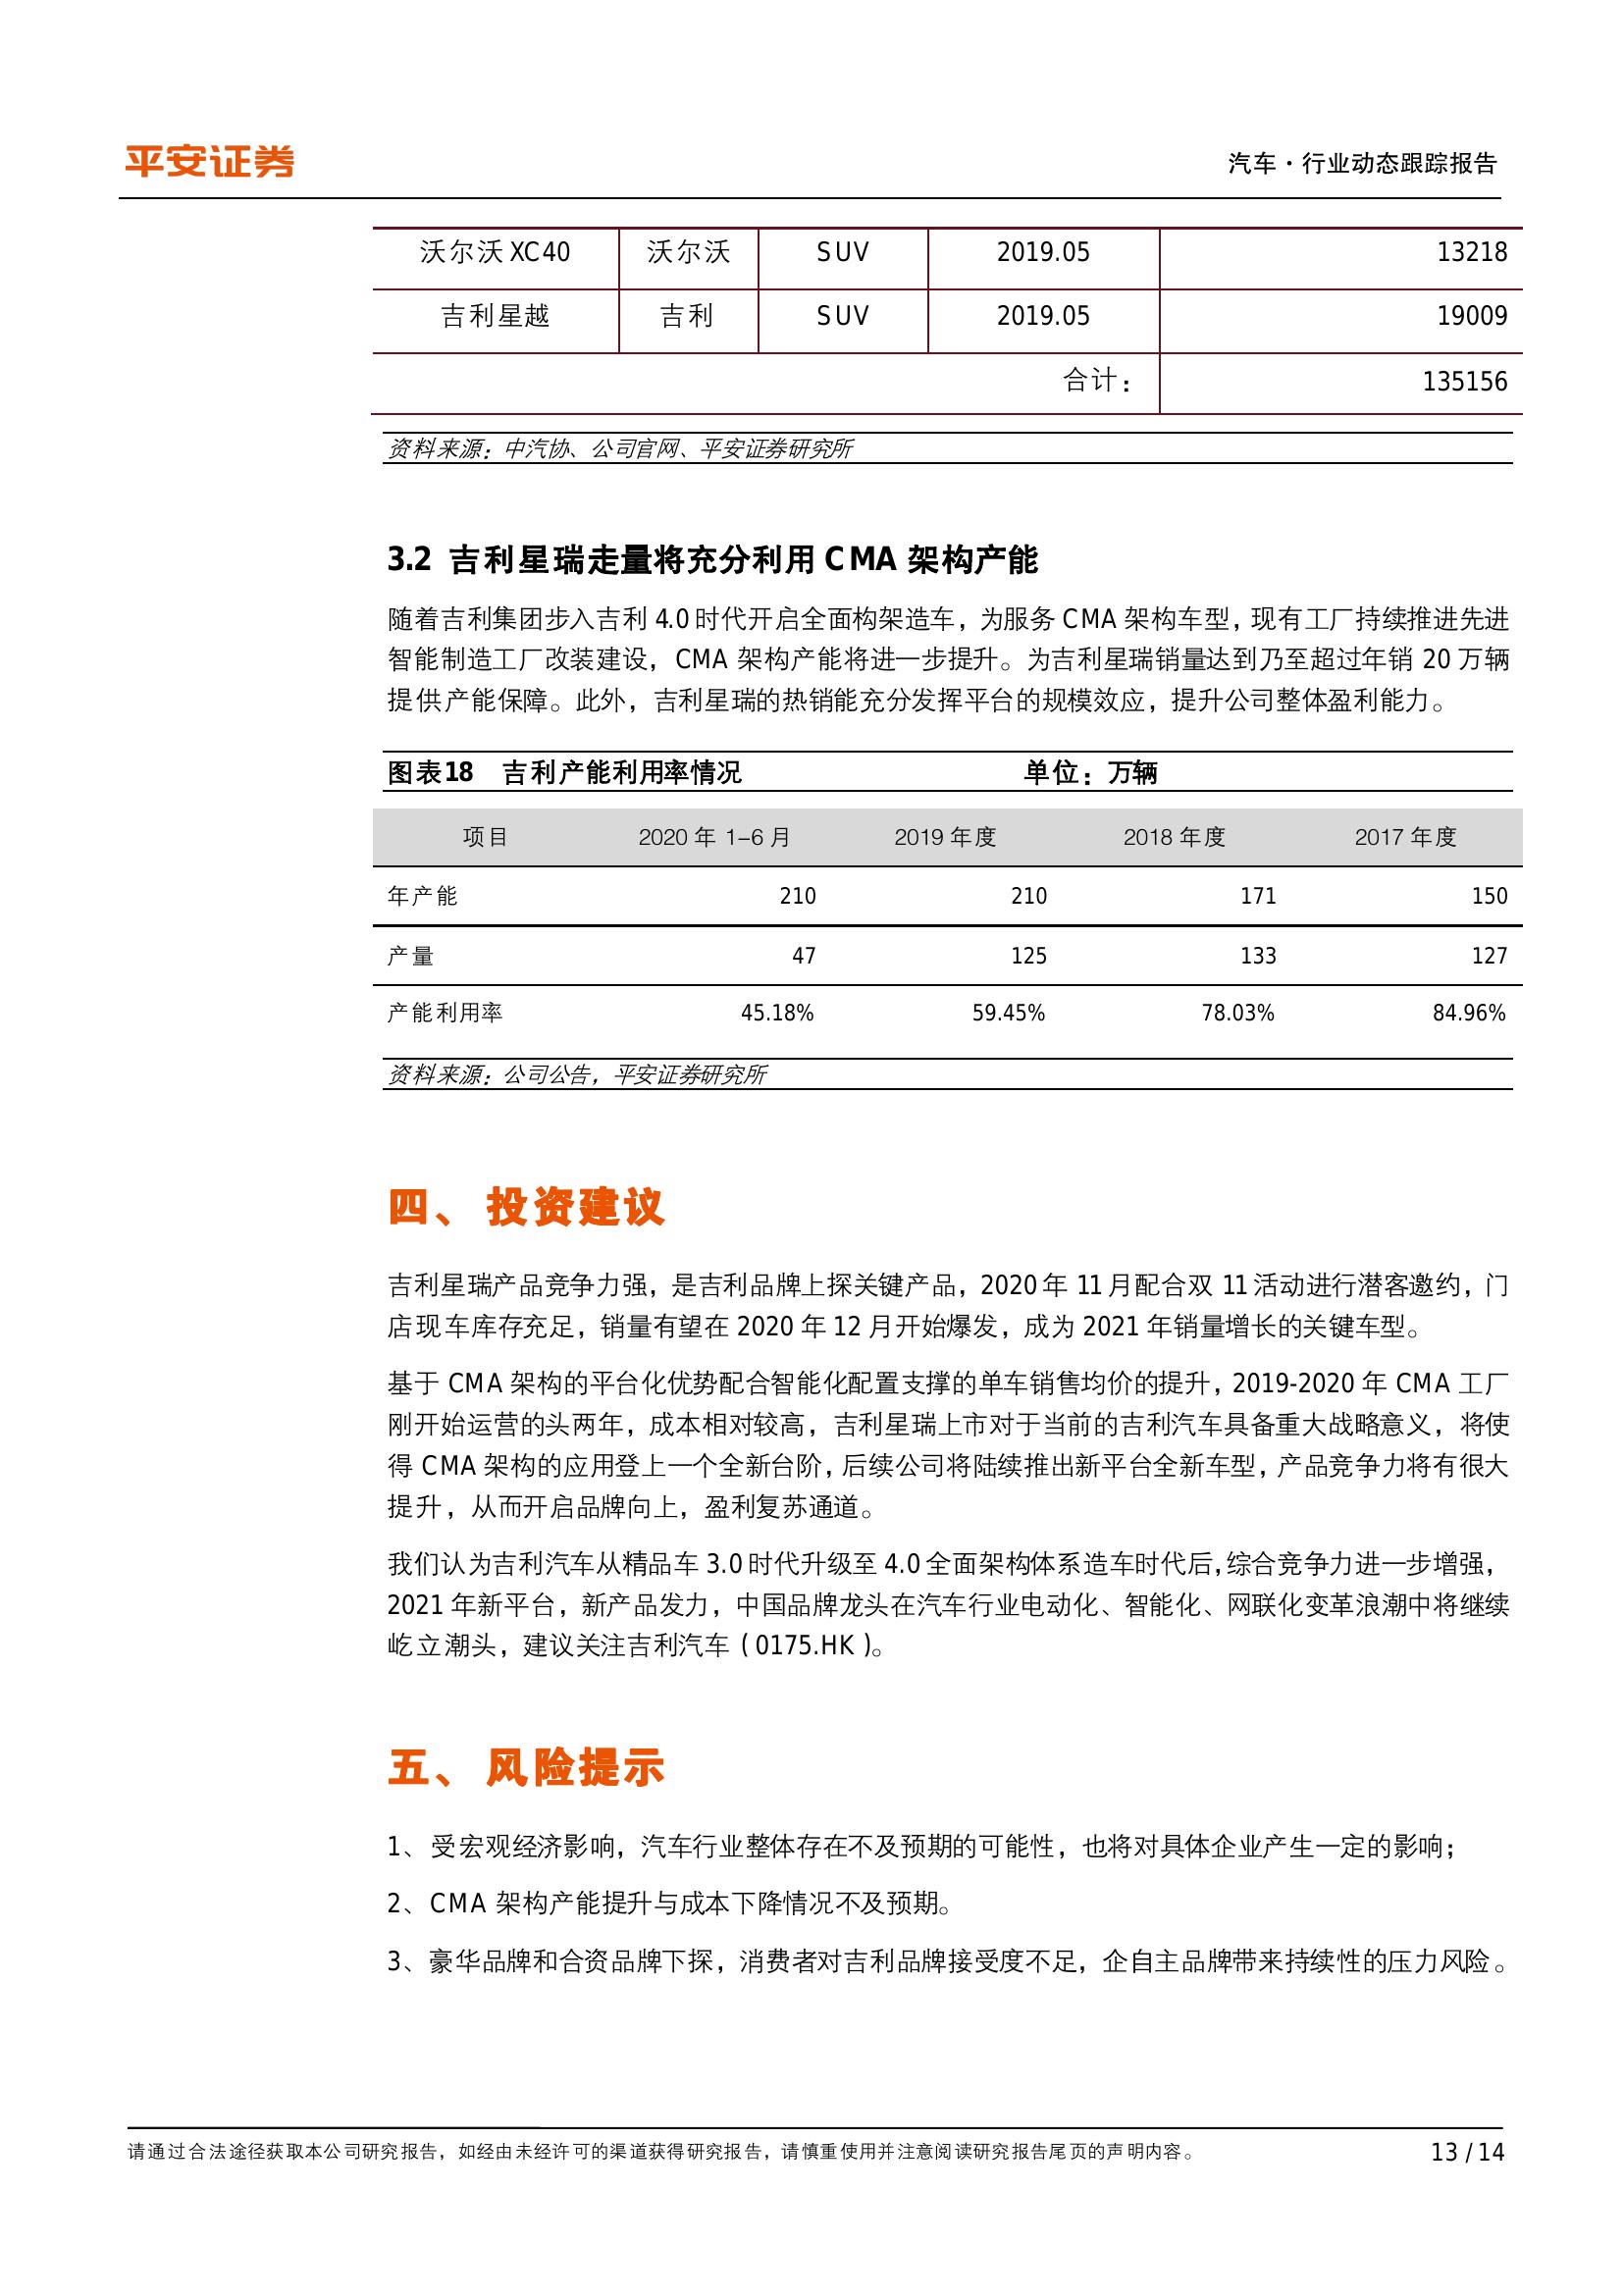 平安证券
汽车·行业动态跟踪报告
沃尔沃 XC40 沃尔沃 SUV 2019.05 13218
吉利星越 吉利 SUV 2019.05 19009
合计： 135156
资料来源：中汽协、公司官网、平安证券研究所
3.2 吉利星瑞走量将充分利用 CMA 架构产能
随着吉利集团步入吉利 4.0 时代开启全面构架造车，为服务 CMA 架构车型，现有工厂持续推进先进
智能制造工厂改装建设，CMA 架构产能将进一步提升。为吉利星瑞销量达到乃至超过年销 20 万辆
提供产能保障。此外，吉利星瑞的热销能充分发挥平台的规模效应，提升公司整体盈利能力。
图表18 吉利产能利用率情况 单位：万辆
项目 2020 年 1-6 月 2019 年度 2018 年度 2017 年度
年产能 210 210 171 150
产量 47 125 133 127
产能利用率 45.18% 59.45% 78.03% 84.96%
资料来源：公司公告，平安证券研究所
四、 投资建议
吉利星瑞产品竞争力强，是吉利品牌上探关键产品，2020 年 11 月配合双 11 活动进行潜客邀约，门
店现车库存充足，销量有望在 2020 年 12 月开始爆发，成为 2021 年销量增长的关键车型。
基于 CMA 架构的平台化优势配合智能化配置支撑的单车销售均价的提升，2019-2020 年 CMA 工厂
刚开始运营的头两年，成本相对较高，吉利星瑞上市对于当前的吉利汽车具备重大战略意义，将使
得 CMA 架构的应用登上一个全新台阶，后续公司将陆续推出新平台全新车型，产品竞争力将有很大
提升，从而开启品牌向上，盈利复苏通道。
我们认为吉利汽车从精品车 3.0 时代升级至 4.0 全面架构体系造车时代后，综合竞争力进一步增强，
2021 年新平台，新产品发力，中国品牌龙头在汽车行业电动化、智能化、网联化变革浪潮中将继续
屹立潮头，建议关注吉利汽车（0175.HK）。
五、 风险提示
1、受宏观经济影响，汽车行业整体存在不及预期的可能性，也将对具体企业产生一定的影响；
2、CMA 架构产能提升与成本下降情况不及预期。
3、豪华品牌和合资品牌下探，消费者对吉利品牌接受度不足，企自主品牌带来持续性的压力风险。
请通过合法途径获取本公司研究报告，如经由未经许可的渠道获得研究报告，请慎重使用并注意阅读研究报告尾页的声明内容。
13 / 14